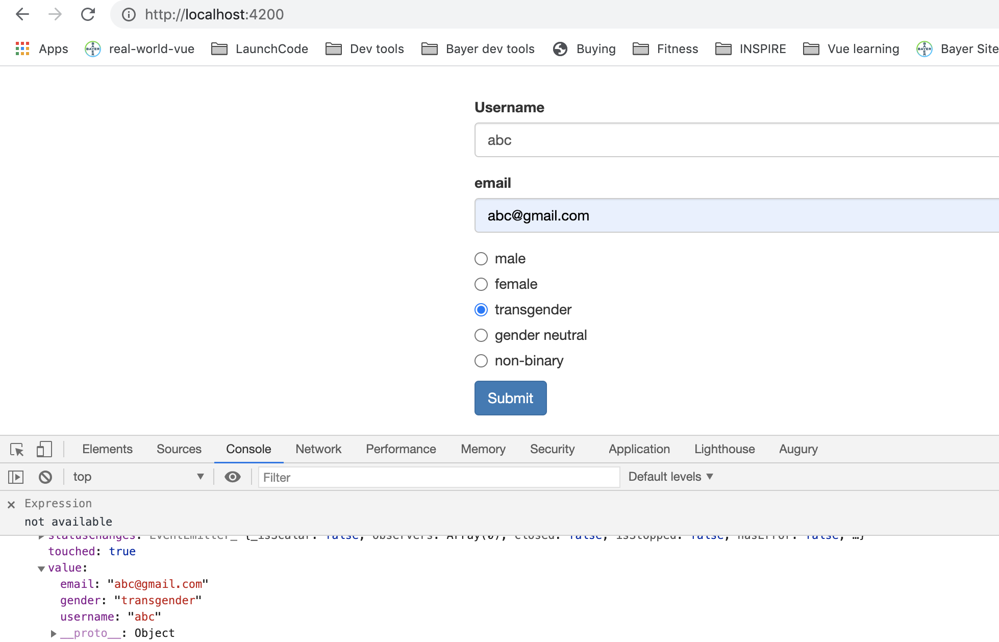 http://localhost:4200
Apps real-world-vue LaunchCode Dev tools Bayer dev tools Buying Fitness INSPIRE Vue learning Bayer Site
Username
abc
email
abc@gmail.com
male
female
transgender
gender neutral
non-binary
Submit
Elements Sources Console Network Performance Memory Security Application Lighthouse Augury
top ▼ Filter Default levels ▼
× Expression
not available
▶ statusChanges: EventEmitter_ {_isScalar: false, observers: Array(0), closed: false, isStopped: false, hasError: false, …}
touched: true
▼ value:
email: "abc@gmail.com"
gender: "transgender"
username: "abc"
▶ __proto__: Object